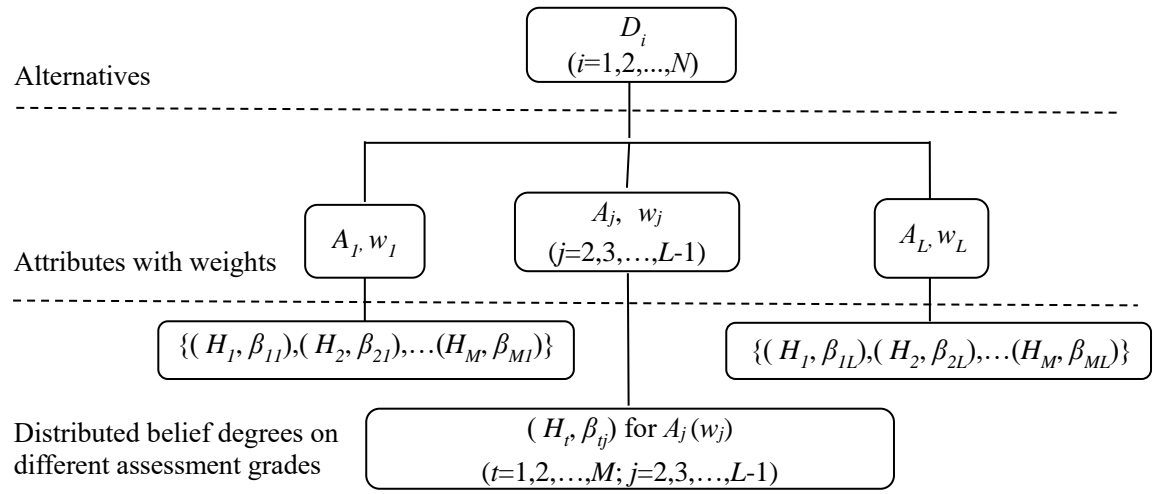 D_i
(i=1,2,...,N)
Alternatives
A_1, w_1
A_j, w_j
(j=2,3,…,L-1)
A_L, w_L
Attributes with weights
{( H_1, β_11),( H_2, β_21),…(H_M, β_M1)}
{( H_1, β_1L),( H_2, β_2L),…(H_M, β_ML)}
Distributed belief degrees on
different assessment grades
( H_t, β_tj) for A_j (w_j)
(t=1,2,…,M; j=2,3,…,L-1)